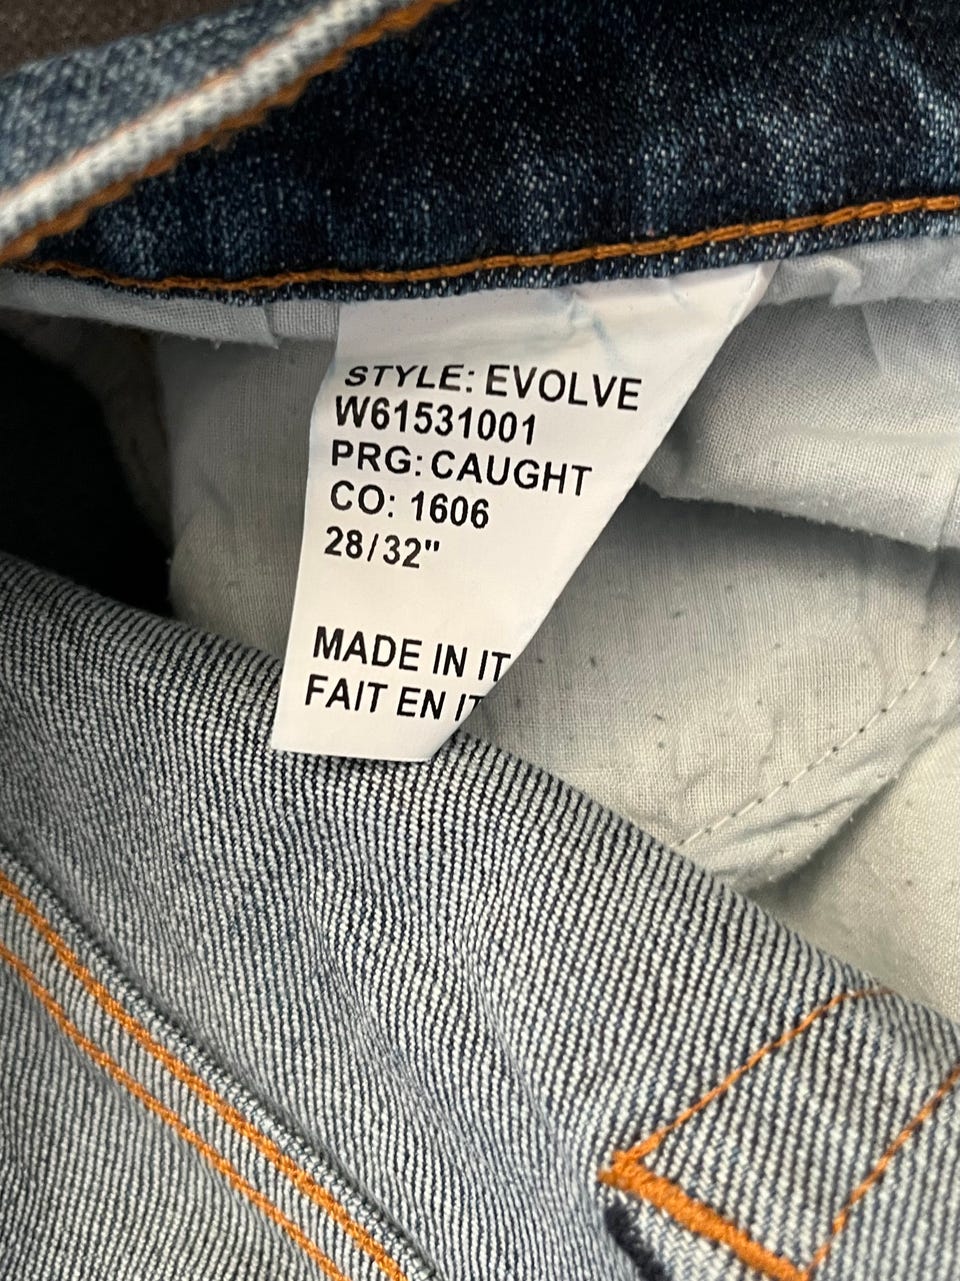 STYLE: EVOLVE
W61531001
PRG: CAUGHT
CO: 1606
28/32"
MADE IN IT
FAIT EN IT